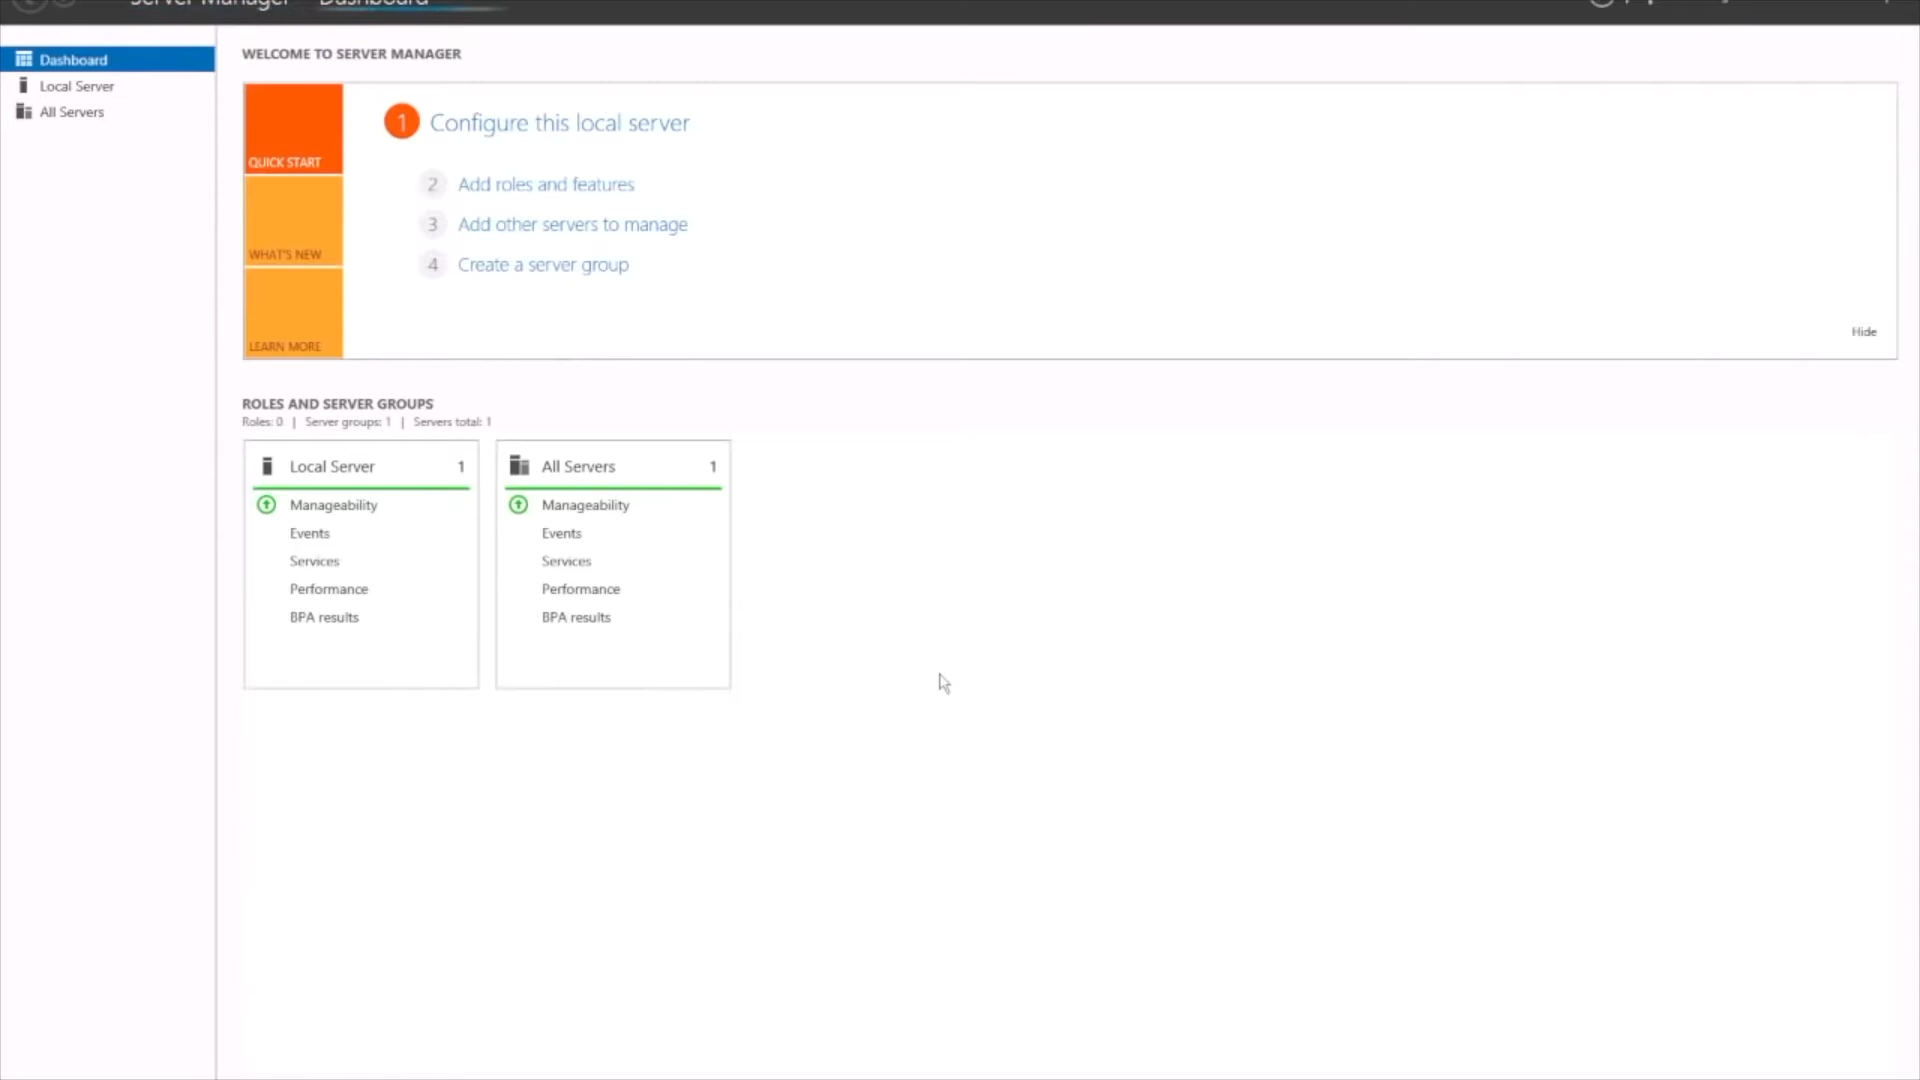 Server Manager Dashboard
Dashboard
Local Server
All Servers
WELCOME TO SERVER MANAGER
QUICK START
WHAT'S NEW
LEARN MORE
1 Configure this local server
2 Add roles and features
3 Add other servers to manage
4 Create a server group
Hide
ROLES AND SERVER GROUPS
Roles: 0 | Server groups: 1 | Servers total: 1
Local Server 1
Manageability
Events
Services
Performance
BPA results
All Servers 1
Manageability
Events
Services
Performance
BPA results